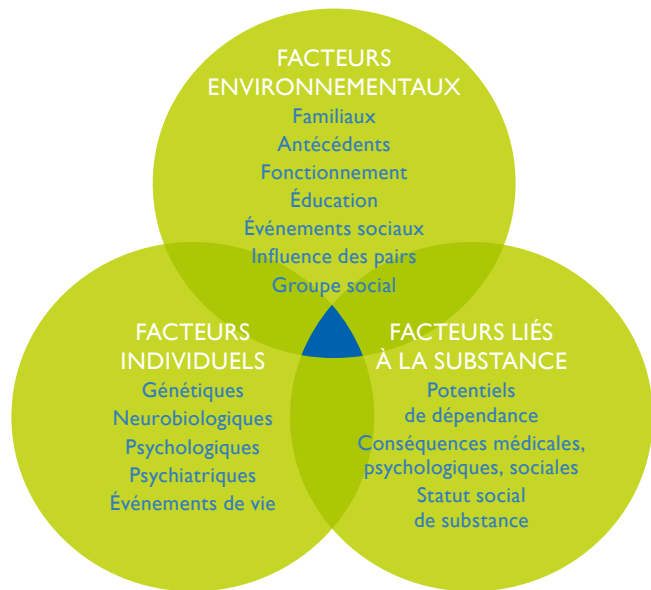 FACTEURS
ENVIRONNEMENTAUX
Familiaux
Antécédents
Fonctionnement
Éducation
Événements sociaux
Influence des pairs
Groupe social
FACTEURS
INDIVIDUELS
Génétiques
Neurobiologiques
Psychologiques
Psychiatriques
Événements de vie
FACTEURS LIÉS
À LA SUBSTANCE
Potentiels
de dépendance
Conséquences médicales,
psychologiques, sociales
Statut social
de substance